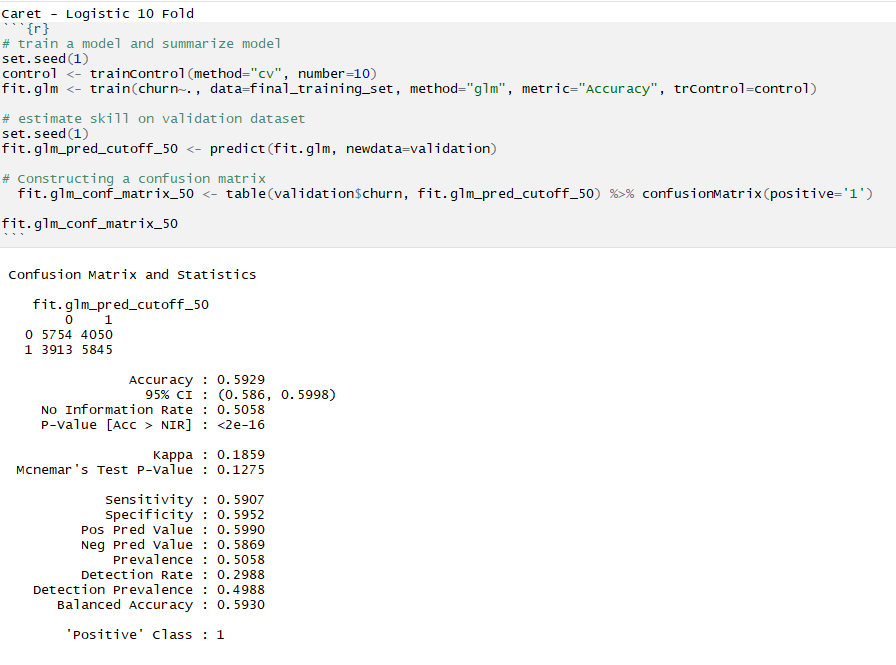 Caret - Logistic 10 Fold
```{r}
# train a model and summarize model
set.seed(1)
control <- trainControl(method="cv", number=10)
fit.glm <- train(churn~., data=final_training_set, method="glm", metric="Accuracy", trControl=control)
# estimate skill on validation dataset
set.seed(1)
fit.glm_pred_cutoff_50 <- predict(fit.glm, newdata=validation)
# Constructing a confusion matrix
fit.glm_conf_matrix_50 <- table(validation$churn, fit.glm_pred_cutoff_50) %>% confusionMatrix(positive='1')
fit.glm_conf_matrix_50
```
Confusion Matrix and Statistics
fit.glm_pred_cutoff_50
0 1
0 5754 4050
1 3913 5845
Accuracy : 0.5929
95% CI : (0.586, 0.5998)
No Information Rate : 0.5058
P-Value [Acc > NIR] : <2e-16
Kappa : 0.1859
Mcnemar's Test P-Value : 0.1275
Sensitivity : 0.5907
Specificity : 0.5952
Pos Pred Value : 0.5990
Neg Pred Value : 0.5869
Prevalence : 0.5058
Detection Rate : 0.2988
Detection Prevalence : 0.4988
Balanced Accuracy : 0.5930
'Positive' Class : 1